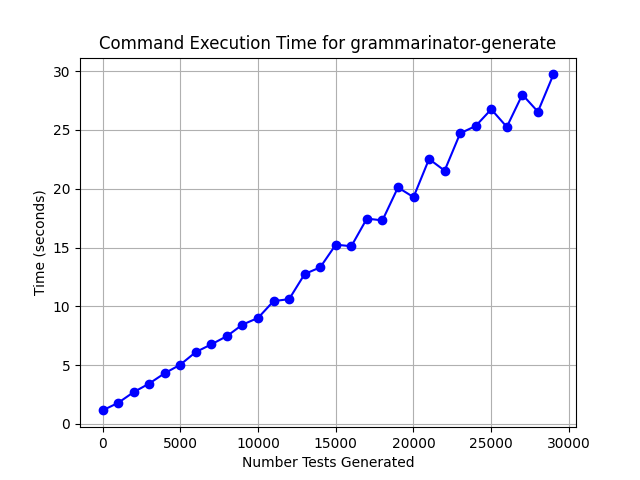 Command Execution Time for grammarinator-generate
30
25
20
15
10
5
0
Time (seconds)
0 5000 10000 15000 20000 25000 30000
Number Tests Generated